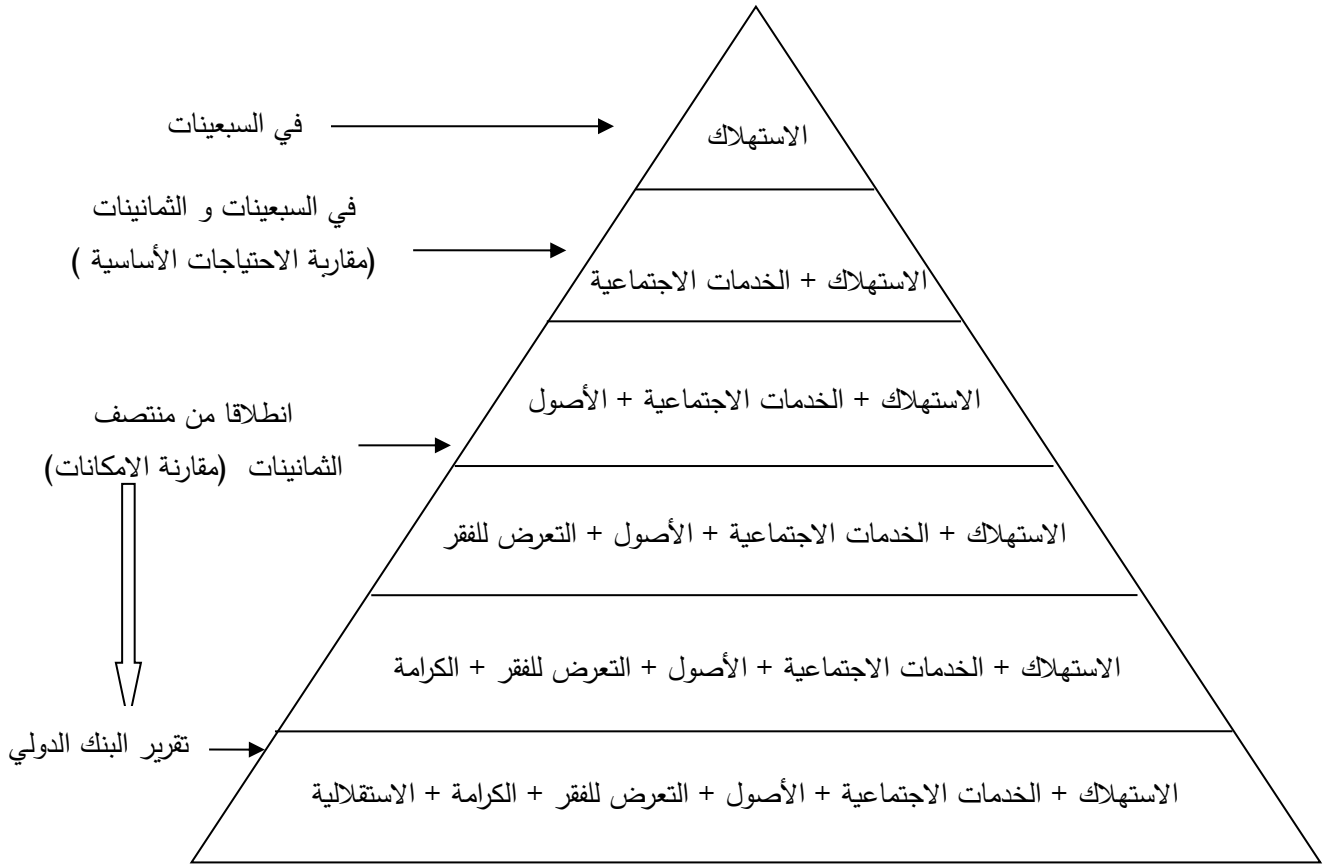 في السبعينات
الاستهلاك
في السبعينات و الثمانينات
(مقاربة الاحتياجات الأساسية )
الاستهلاك + الخدمات الاجتماعية
الاستهلاك + الخدمات الاجتماعية + الأصول
انطلاقا من منتصف
الثمانينات (مقارنة الامكانات)
الاستهلاك + الخدمات الاجتماعية + الأصول + التعرض للفقر
الاستهلاك + الخدمات الاجتماعية + الأصول + التعرض للفقر + الكرامة
تقرير البنك الدولي
الاستهلاك + الخدمات الاجتماعية + الأصول + التعرض للفقر + الكرامة + الاستقلالية